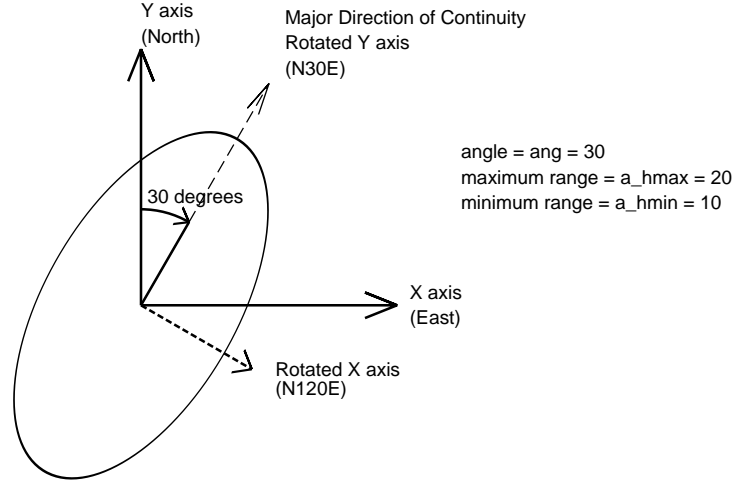 Y axis
(North)
Major Direction of Continuity
Rotated Y axis
(N30E)
angle = ang = 30
maximum range = a_hmax = 20
minimum range = a_hmin = 10
30 degrees
X axis
(East)
Rotated X axis
(N120E)